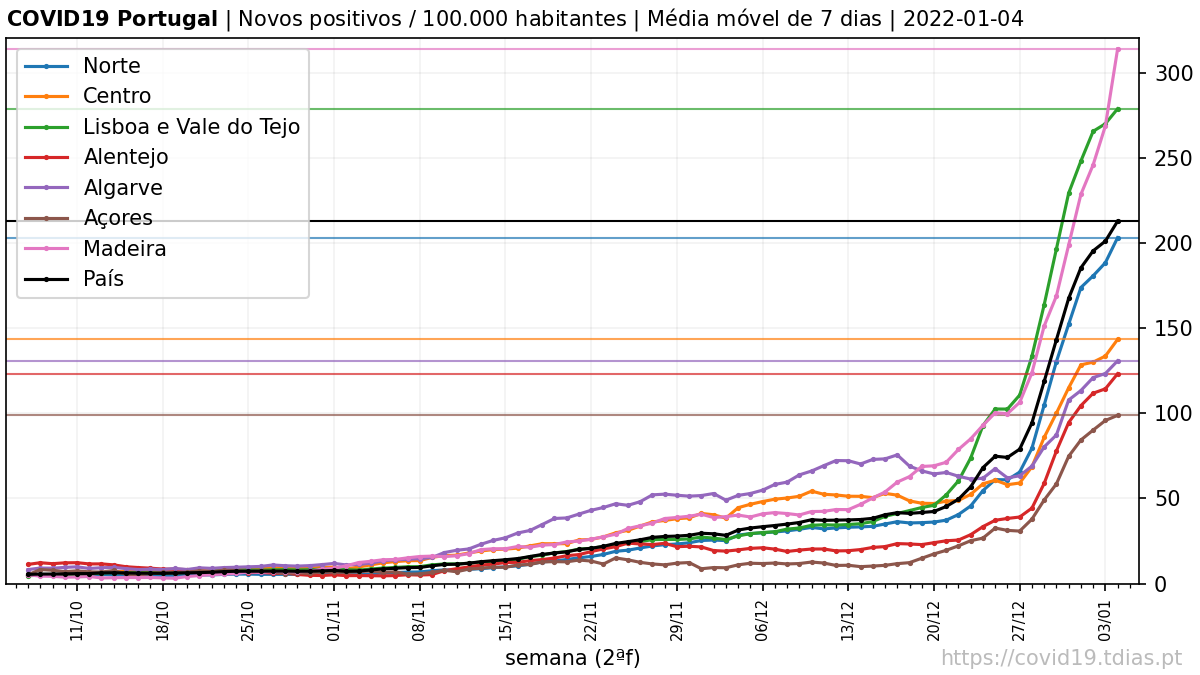 COVID19 Portugal | Novos positivos / 100.000 habitantes | Média móvel de 7 dias | 2022-01-04
Norte
Centro
Lisboa e Vale do Tejo
Alentejo
Algarve
Açores
Madeira
País
300
250
200
150
100
50
0
11/10
18/10
25/10
01/11
08/11
15/11
22/11
29/11
06/12
13/12
20/12
27/12
03/01
semana (2ªf)
https://covid19.tdias.pt